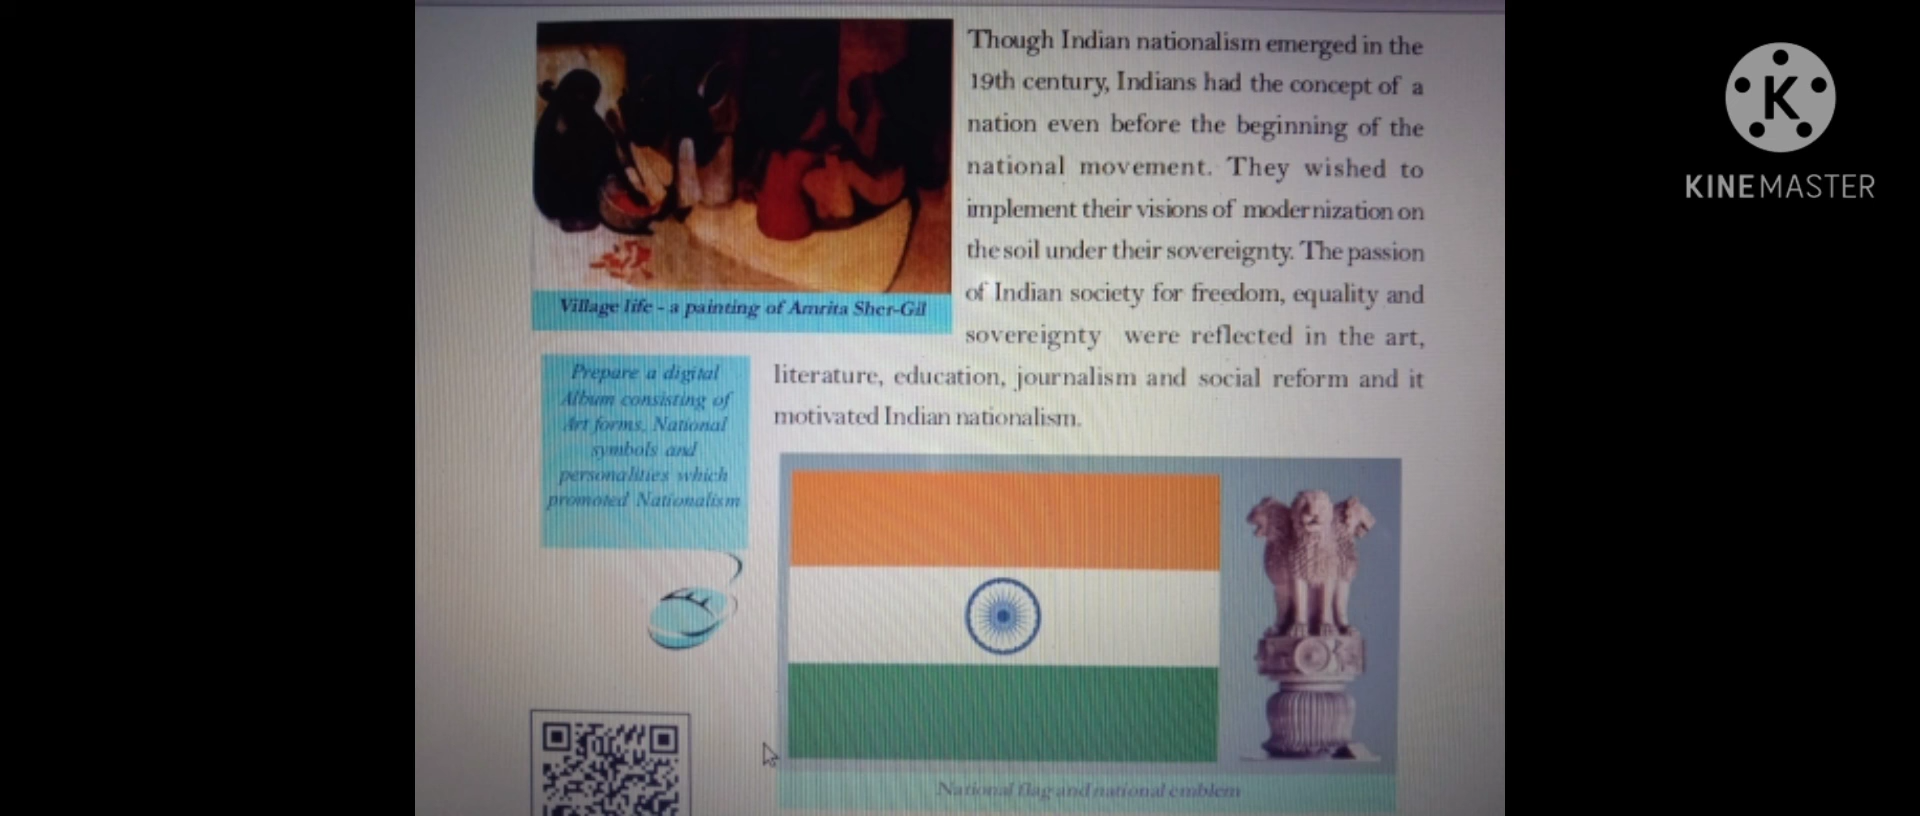 Though Indian nationalism emerged in the
19th century, Indians had the concept of a
nation even before the beginning of the
national movement. They wished to
implement their visions of modernization on
the soil under their sovereignty. The passion
of Indian society for freedom, equality and
sovereignty were reflected in the art,
literature, education, journalism and social reform and it
motivated Indian nationalism.
Village life - a painting of Amrita Sher-Gil
Prepare a digital
Album consisting of
Art forms, National
symbols and
personalities which
promoted Nationalism
National flag and national emblem
K
KINEMASTER